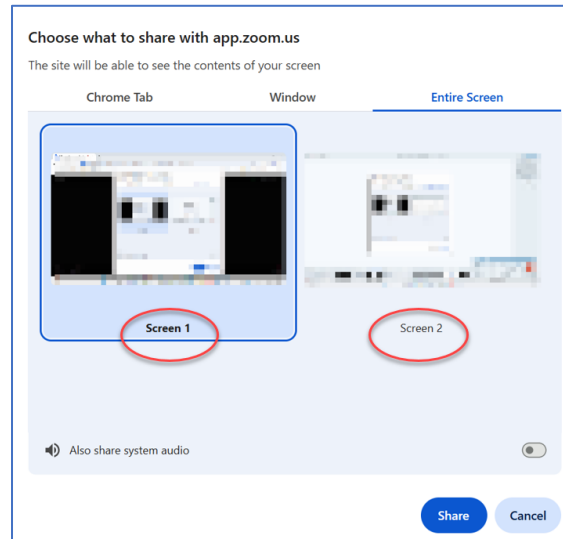 Choose what to share with app.zoom.us
The site will be able to see the contents of your screen
Chrome Tab Window Entire Screen
Screen 1 Screen 2
Also share system audio
Share Cancel